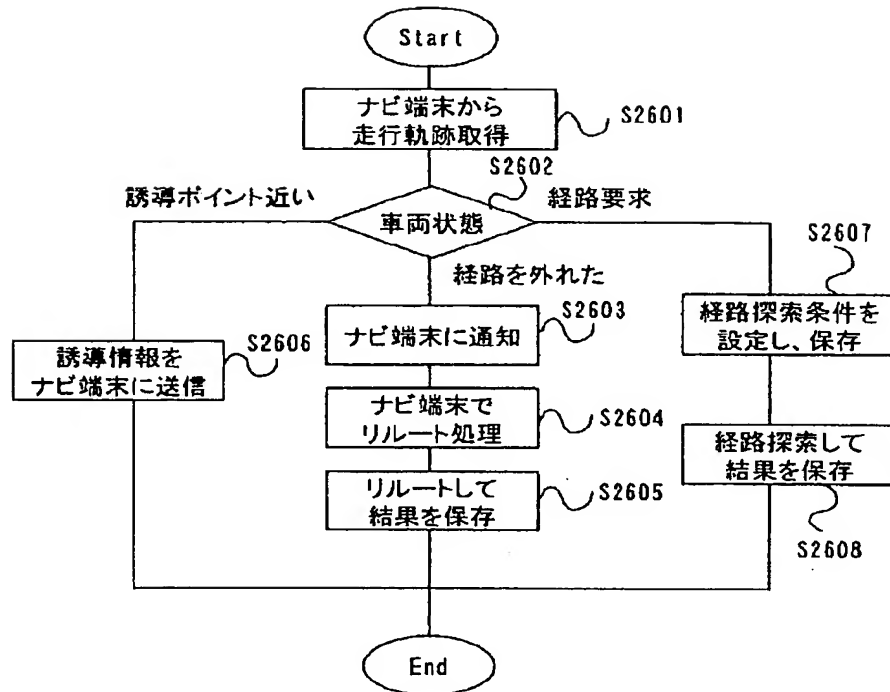 Start
ナビ端末から
走行軌跡取得
S2601
S2602
誘導ポイント近い
車両状態
経路要求
経路を外れた
S2607
経路探索条件を
設定し、保存
S2603
ナビ端末に通知
S2606
誘導情報を
ナビ端末に送信
ナビ端末で
リルート処理
S2604
経路探索して
結果を保存
リルートして
結果を保存
S2605
S2608
End